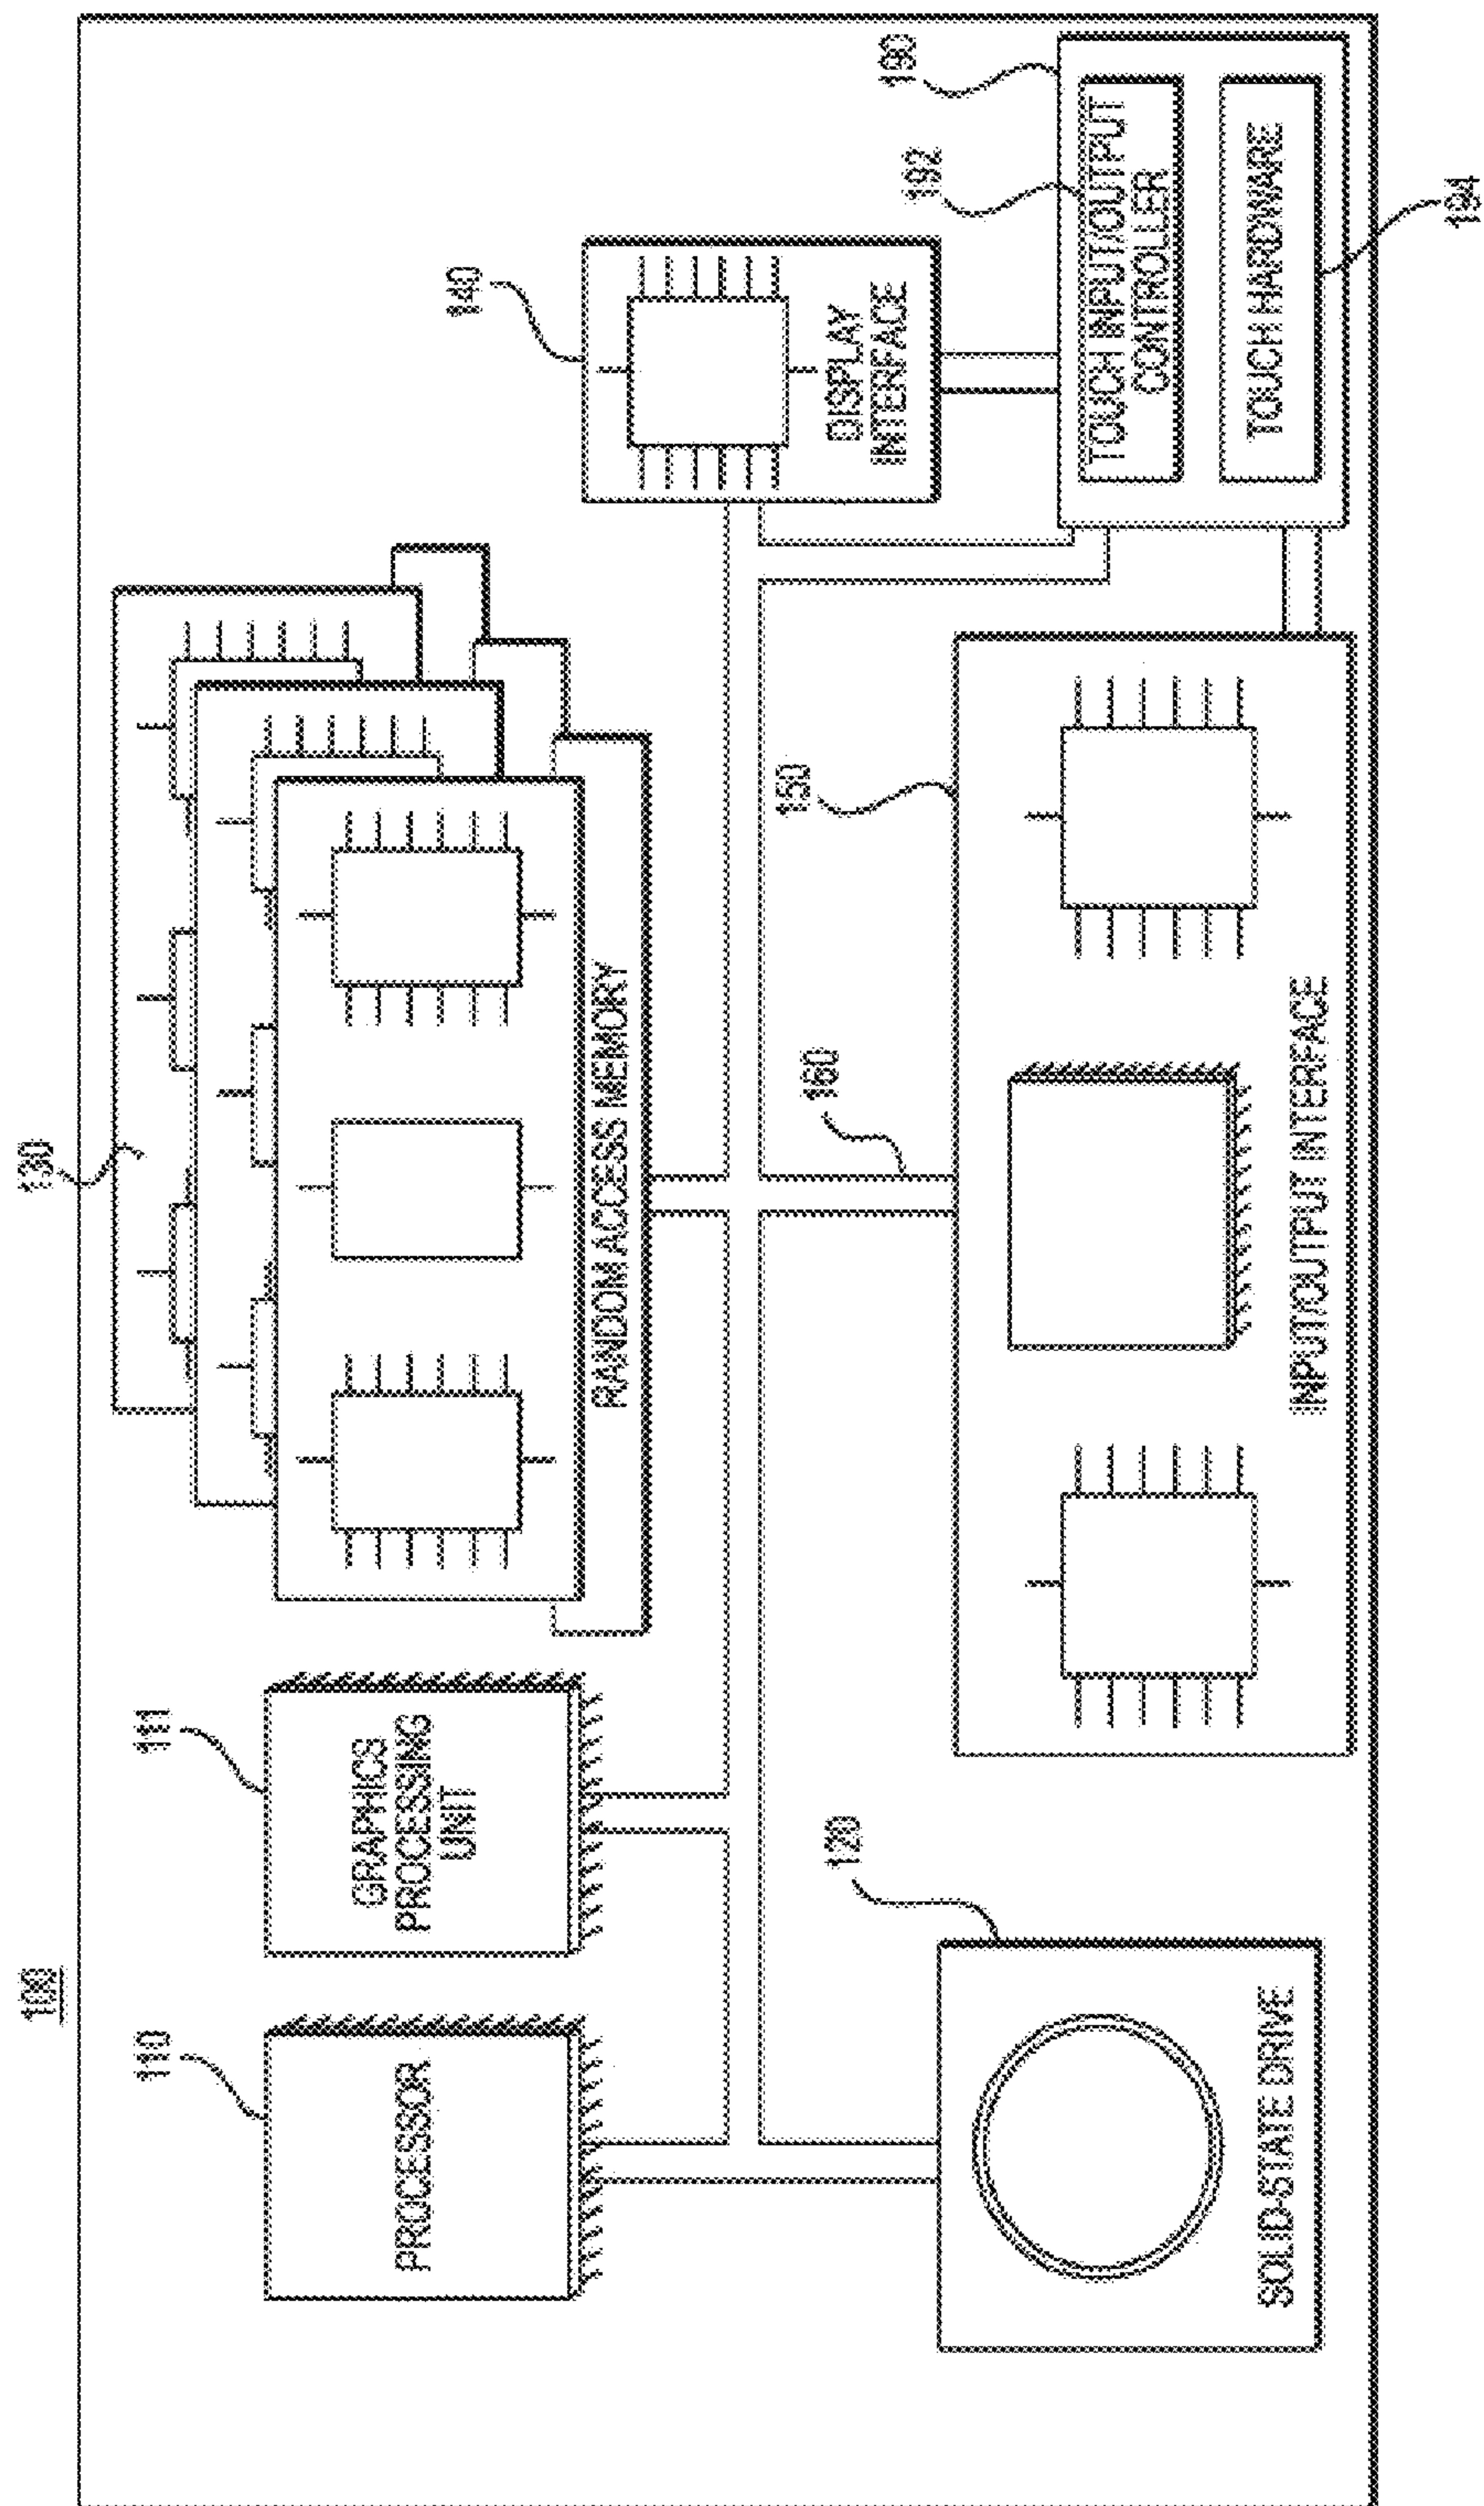 100
110
PROCESSOR
111
GRAPHICS
PROCESSING
UNIT
130
RANDOM ACCESS MEMORY
140
DISPLAY
INTERFACE
190
192
TOUCH INPUT/OUTPUT
CONTROLLER
TOUCH HARDWARE
194
120
SOLID-STATE DRIVE
160
150
INPUT/OUTPUT INTERFACE